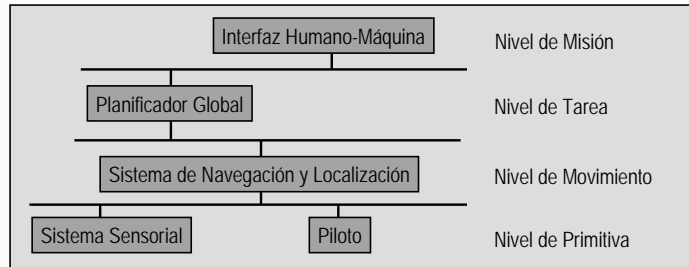 Interfaz Humano-Máquina Nivel de Misión
Planificador Global Nivel de Tarea
Sistema de Navegación y Localización Nivel de Movimiento
Sistema Sensorial Piloto Nivel de Primitiva